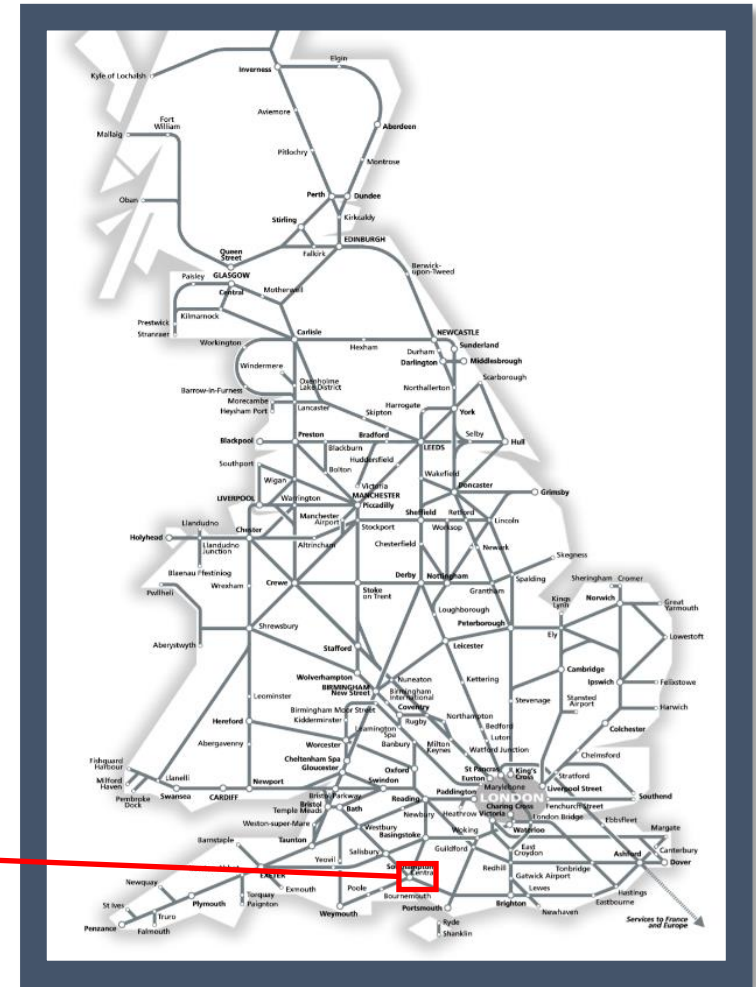 Elgin
Kyle of Lochalsh
Inverness
Aviemore
Fort
William
Aberdeen
Mallaig
Pitlochry
Montrose
Perth
Dundee
Oban
Stirling
Kirkcaldy
EDINBURGH
Queen
Street
Falkirk
Berwick-
upon-Tweed
Paisley
GLASGOW
Central
Motherwell
Prestwick
Kilmarnock
Stranraer
Carlisle
NEWCASTLE
Workington
Hexham
Sunderland
Durham
Darlington
Middlesbrough
Windermere
Scarborough
Oxenholme
Lake District
Barrow-in-Furness
Northallerton
Morecambe
Heysham Port
Lancaster
Harrogate
Skipton
York
Blackpool
Preston
Bradford
Selby
Hull
Blackburn
LEEDS
Southport
Huddersfield
Bolton
Wakefield
Wigan
Victoria
Doncaster
LIVERPOOL
Warrington
MANCHESTER
Piccadilly
Grimsby
Manchester
Airport
Sheffield
Retford
Llandudno
Chester
Stockport
Worksop
Lincoln
Holyhead
Llandudno
Junction
Altrincham
Chesterfield
Newark
Skegness
Blaenau Ffestiniog
Pwllheli
Wrexham
Crewe
Stoke
on Trent
Derby
Nottingham
Grantham
Spalding
Sheringham
Cromer
Kings
Lynn
Norwich
Great
Yarmouth
Loughborough
Shrewsbury
Peterborough
Ely
Lowestoft
Aberystwyth
Stafford
Leicester
Wolverhampton
Nuneaton
Cambridge
BIRMINGHAM
New Street
Birmingham
International
Kettering
Ipswich
Felixstowe
Leominster
Stansted
Airport
Stevenage
Harwich
Birmingham Moor Street
Coventry
Kidderminster
Rugby
Northampton
Hereford
Leamington
Spa
Bedford
Colchester
Worcester
Banbury
Milton
Keynes
Luton
Abergavenny
Watford Junction
Chelmsford
Cheltenham Spa
Gloucester
Fishguard
Harbour
Oxford
St Pancras
King's
Cross
Euston
Stratford
Milford
Haven
Llanelli
Newport
Swindon
Marylebone
Liverpool Street
Pembroke
Dock
Swansea
CARDIFF
Bristol Parkway
Reading
Paddington
LONDON
Southend
Bristol
Temple Meads
Bath
Charing Cross
Fenchurch Street
Newbury
Heathrow
Victoria
London Bridge
Ebbsfleet
Weston-super-Mare
Westbury
Basingstoke
Woking
Waterloo
Margate
Barnstaple
Taunton
Salisbury
Guildford
East
Croydon
Canterbury
Yeovil
Central
Redhill
Tonbridge
Ashford
Dover
EXETER
Gatwick Airport
Newquay
Exmouth
Poole
Lewes
Hastings
Torquay
Paignton
Bournemouth
Eastbourne
St Ives
Plymouth
Weymouth
Portsmouth
Brighton
Newhaven
Truro
Penzance
Falmouth
Ryde
Shanklin
Services to France
and Europe